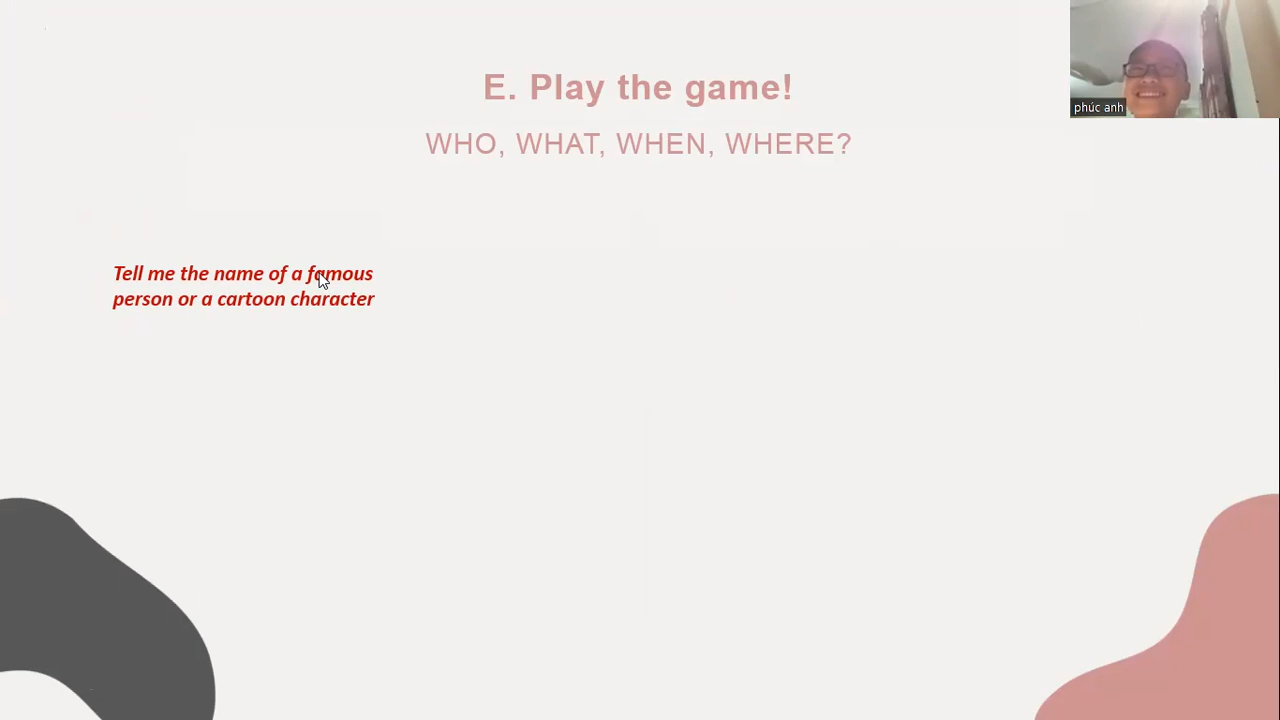 E. Play the game!
WHO, WHAT, WHEN, WHERE?
phúc anh
Tell me the name of a famous
person or a cartoon character